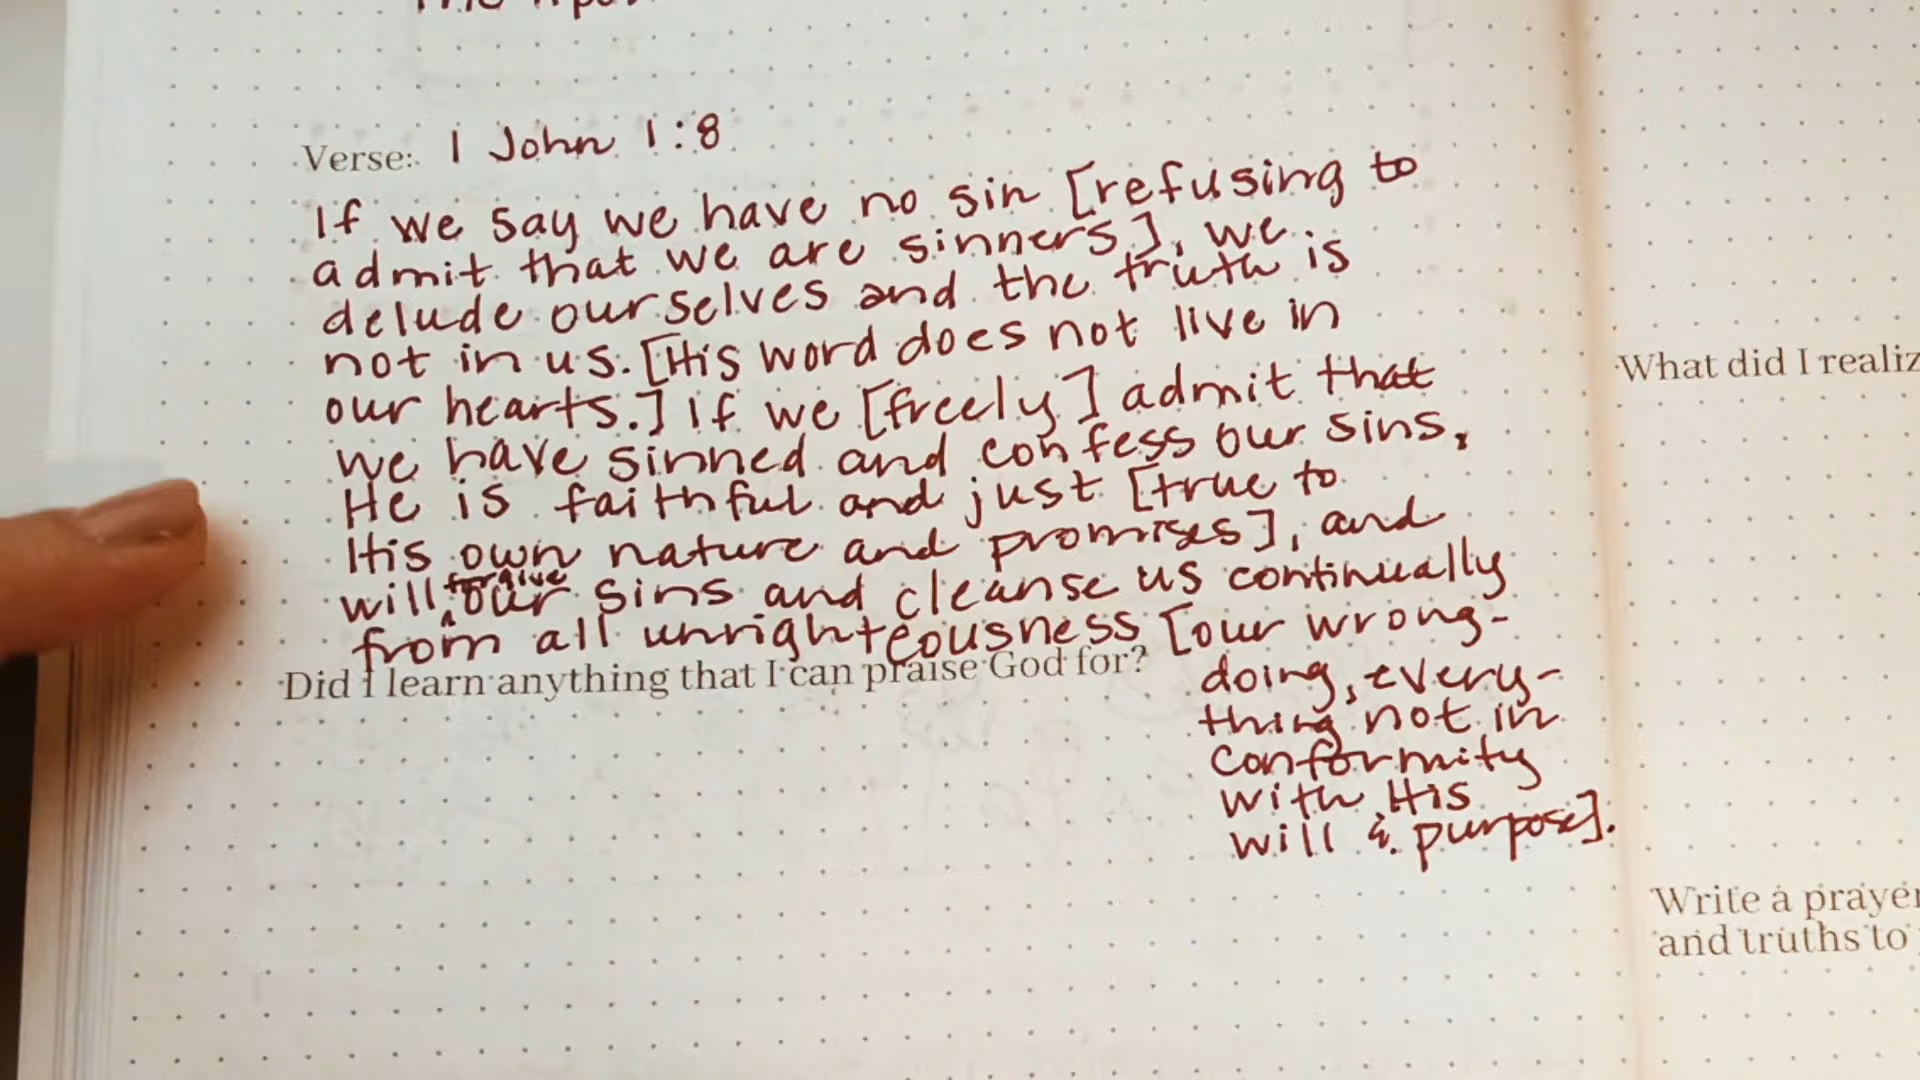 Verse: 1 John 1:8
If we say we have no sin [refusing to
admit that we are sinners], we
delude ourselves and the truth is
not in us. [His word does not live in
our hearts.] If we [freely] admit that
we have sinned and confess our sins,
He is faithful and just [true to
His own nature and promises], and
will forgive our sins and cleanse us continually
from all unrighteousness [our wrong-
doing, every-
thing not in
conformity
with His
will & purpose].
Did I learn anything that I can praise God for?
What did I realiz
Write a prayer
and truths to